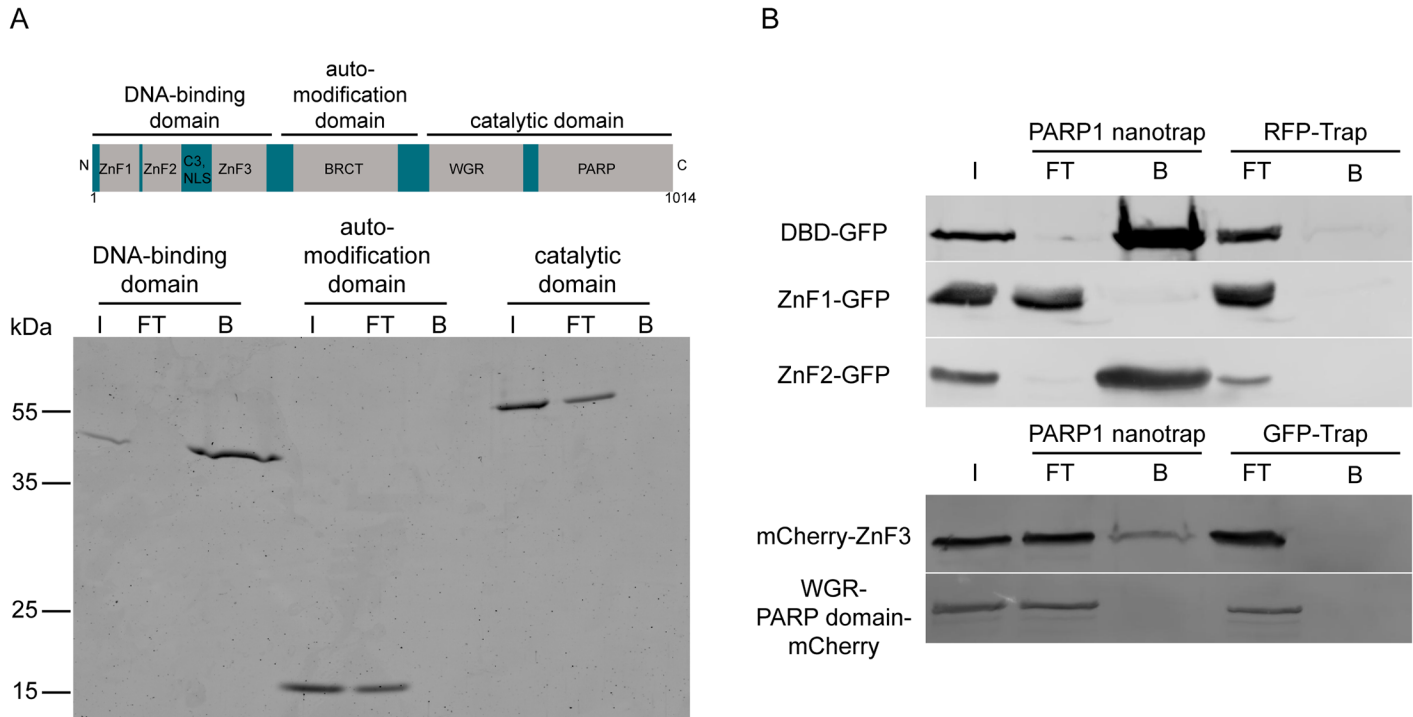 A
DNA-binding
domain
auto-
modification
domain
catalytic domain
N
ZnF1
ZnF2
C3,
NLS
ZnF3
BRCT
WGR
PARP
C
1
1014
DNA-binding
domain
auto-
modification
domain
catalytic
domain
kDa
I FT B I FT B I FT B
55
35
25
15
B
PARP1 nanotrap RFP-Trap
I FT B FT B
DBD-GFP
ZnF1-GFP
ZnF2-GFP
PARP1 nanotrap GFP-Trap
I FT B FT B
mCherry-ZnF3
WGR-
PARP domain-
mCherry